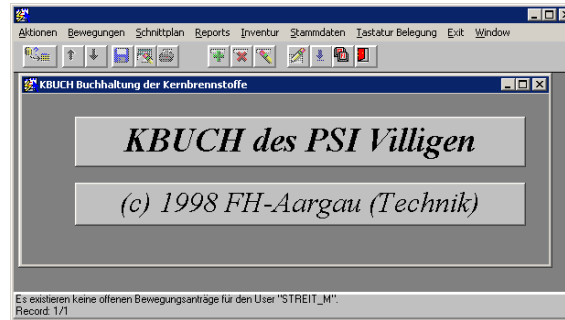 Aktionen Bewegungen Schnittplan Reports Inventur Stammdaten Tastatur Belegung Exit Window
KBUCH Buchhaltung der Kernbrennstoffe
KBUCH des PSI Villigen
(c) 1998 FH-Aargau (Technik)
Es existieren keine offenen Bewegungsanträge für den User "STREIT_M".
Record: 1/1